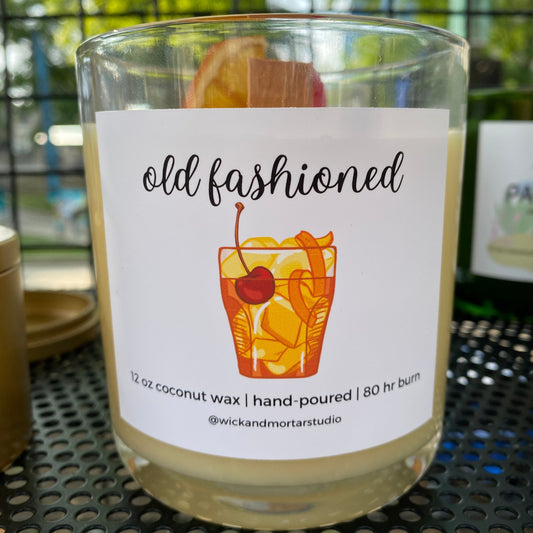 old fashioned
12 oz coconut wax | hand-poured | 80 hr burn
@wickandmortarstudio